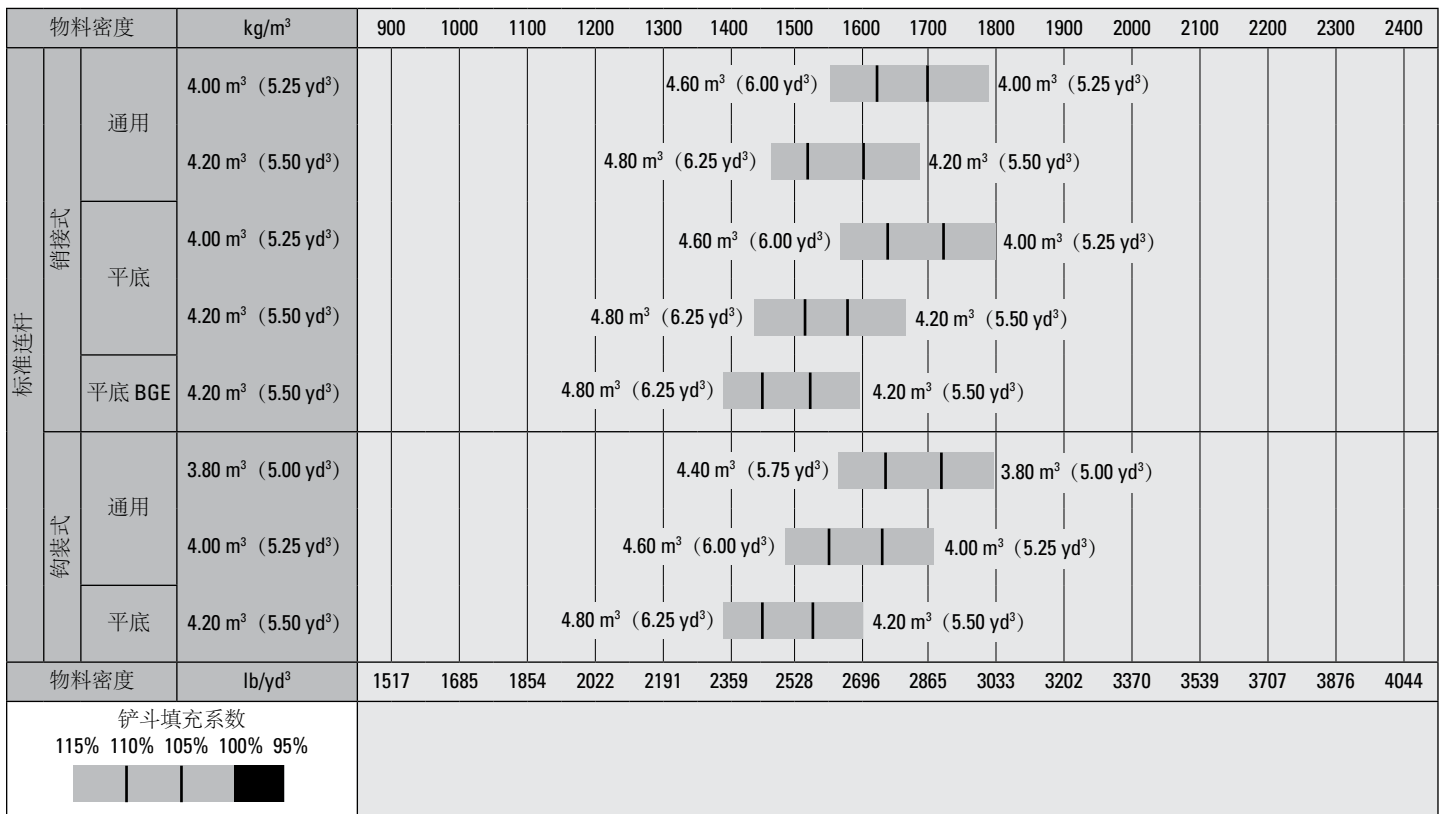 物料密度 kg/m³ 900 1000 1100 1200 1300 1400 1500 1600 1700 1800 1900 2000 2100 2200 2300 2400
标准连杆
销接式
通用
4.00 m³（5.25 yd³） 4.60 m³（6.00 yd³） 4.00 m³（5.25 yd³）
4.20 m³（5.50 yd³） 4.80 m³（6.25 yd³） 4.20 m³（5.50 yd³）
平底
4.00 m³（5.25 yd³） 4.60 m³（6.00 yd³） 4.00 m³（5.25 yd³）
4.20 m³（5.50 yd³） 4.80 m³（6.25 yd³） 4.20 m³（5.50 yd³）
平底 BGE 4.20 m³（5.50 yd³） 4.80 m³（6.25 yd³） 4.20 m³（5.50 yd³）
钩装式
通用
3.80 m³（5.00 yd³） 4.40 m³（5.75 yd³） 3.80 m³（5.00 yd³）
4.00 m³（5.25 yd³） 4.60 m³（6.00 yd³） 4.00 m³（5.25 yd³）
平底 4.20 m³（5.50 yd³） 4.80 m³（6.25 yd³） 4.20 m³（5.50 yd³）
物料密度 lb/yd³ 1517 1685 1854 2022 2191 2359 2528 2696 2865 3033 3202 3370 3539 3707 3876 4044
铲斗填充系数
115% 110% 105% 100% 95%